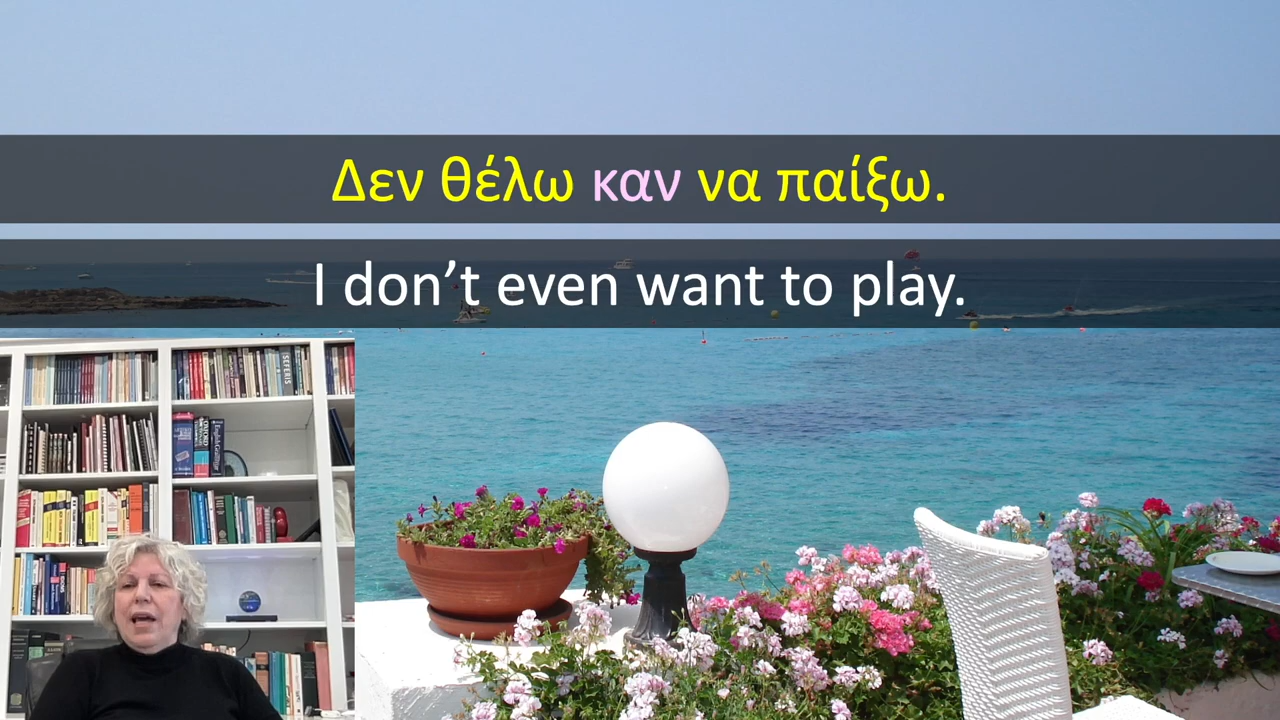 Δεν θέλω καν να παίξω.
I don’t even want to play.
SEFERIS